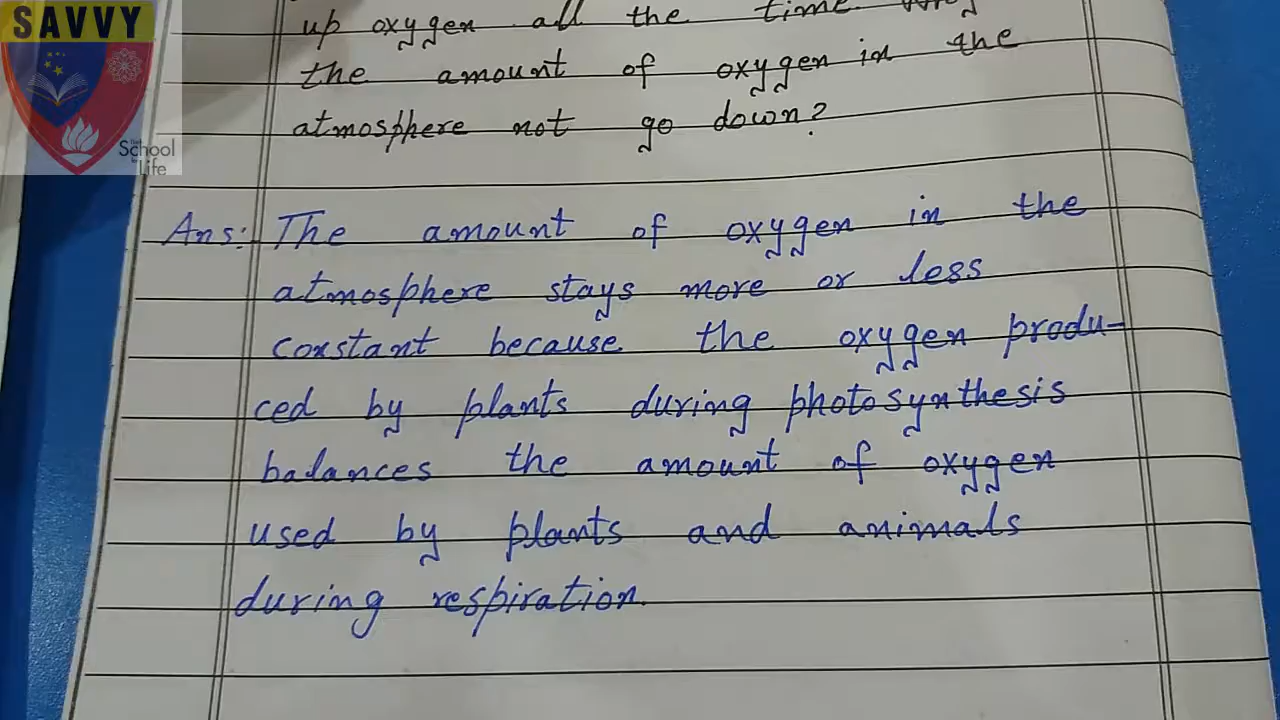 SAVVY
The School for Life
up oxygen all the time. Why
the amount of oxygen in the
atmosphere not go down?
Ans: The amount of oxygen in the
atmosphere stays more or less
constant because the oxygen produ-
ced by plants during photosynthesis
balances the amount of oxygen
used by plants and animals
during respiration.